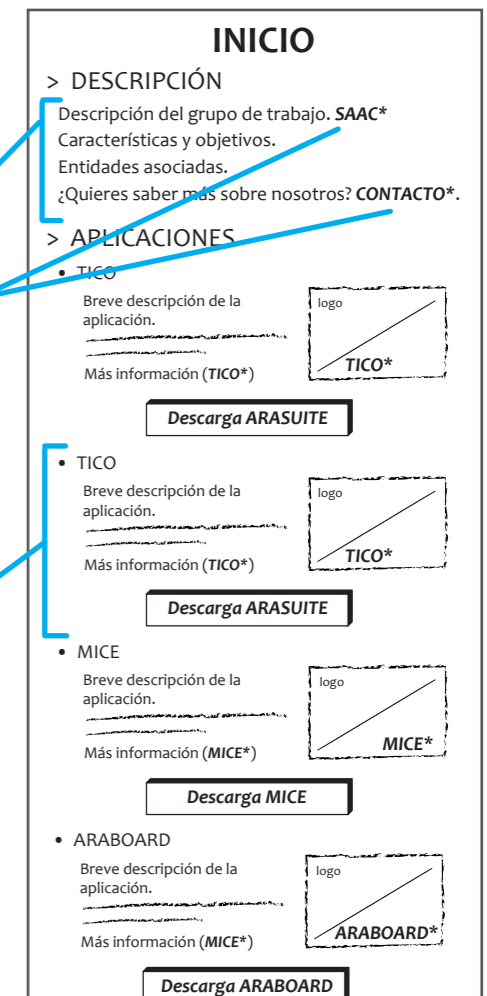 INICIO
> DESCRIPCIÓN
Descripción del grupo de trabajo. SAAC*
Características y objetivos.
Entidades asociadas.
¿Quieres saber más sobre nosotros? CONTACTO*.
> APLICACIONES
• TICO
Breve descripción de la
aplicación.
Más información (TICO*)
logo
TICO*
Descarga ARASUITE
• TICO
Breve descripción de la
aplicación.
Más información (TICO*)
logo
TICO*
Descarga ARASUITE
• MICE
Breve descripción de la
aplicación.
Más información (MICE*)
logo
MICE*
Descarga MICE
• ARABOARD
Breve descripción de la
aplicación.
Más información (MICE*)
logo
ARABOARD*
Descarga ARABOARD